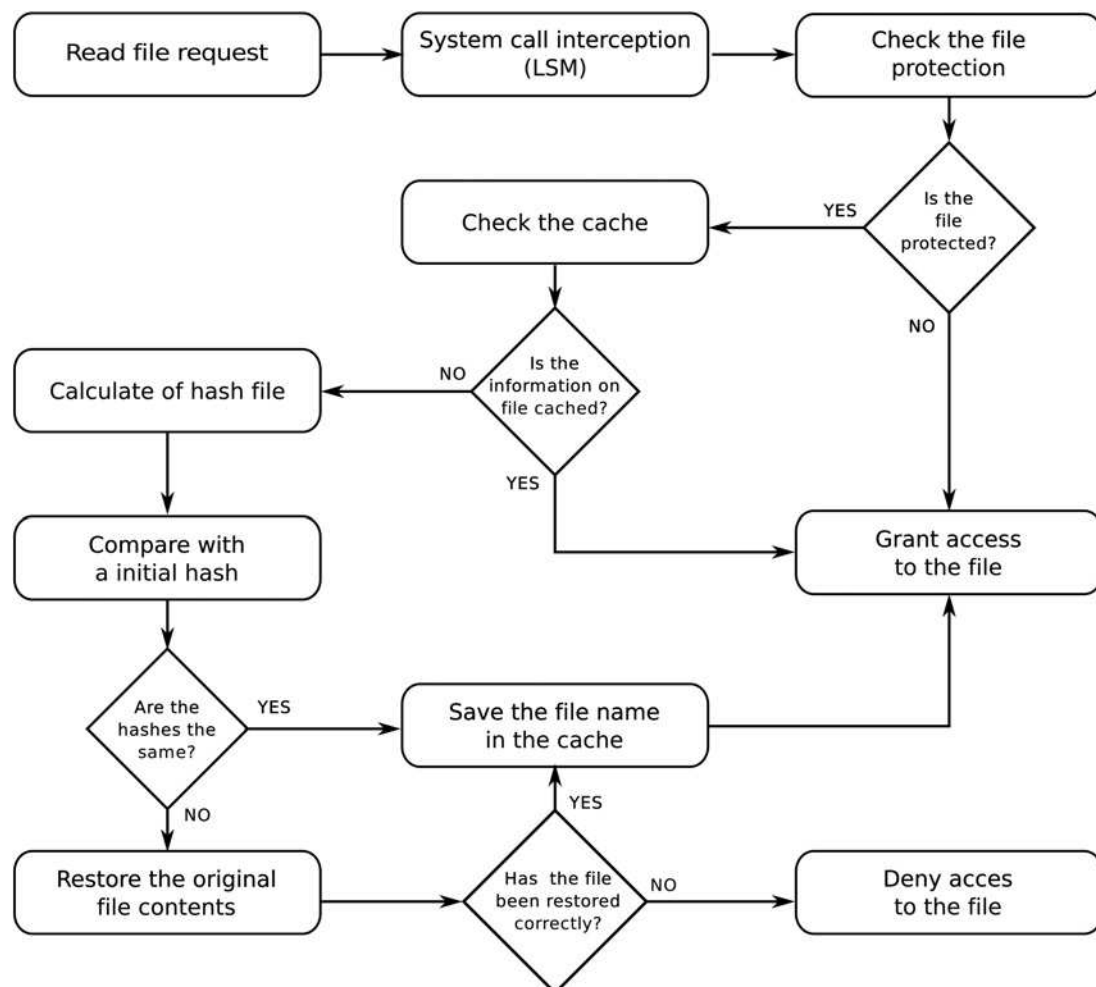 Read file request
System call interception
(LSM)
Check the file
protection
Is the
file
protected?
YES
NO
Check the cache
Is the
information on
file cached?
NO
YES
Calculate of hash file
Compare with
a initial hash
Grant access
to the file
Are the
hashes the
same?
YES
NO
Save the file name
in the cache
YES
Restore the original
file contents
Has the file
been restored
correctly?
NO
Deny acces
to the file